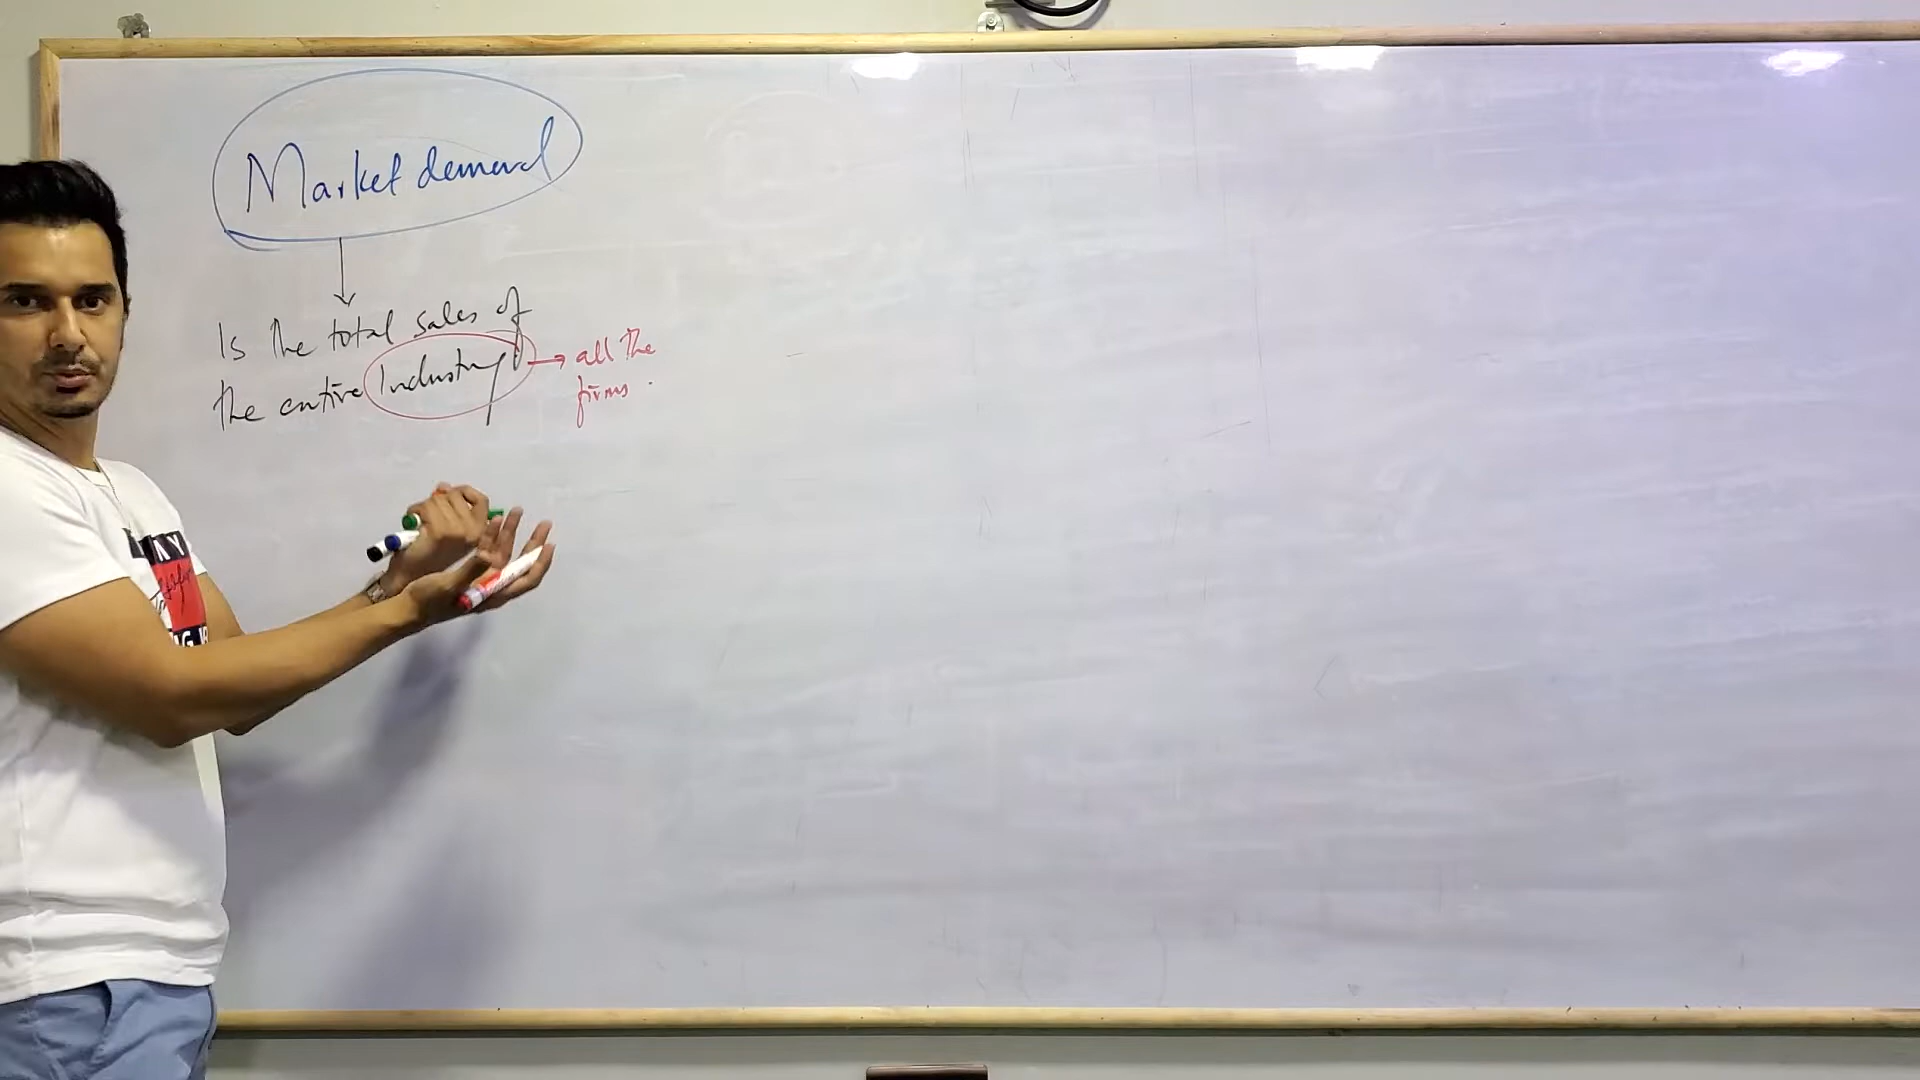 Market demand
Is the total sales of
the entire Industry → all the
firms.